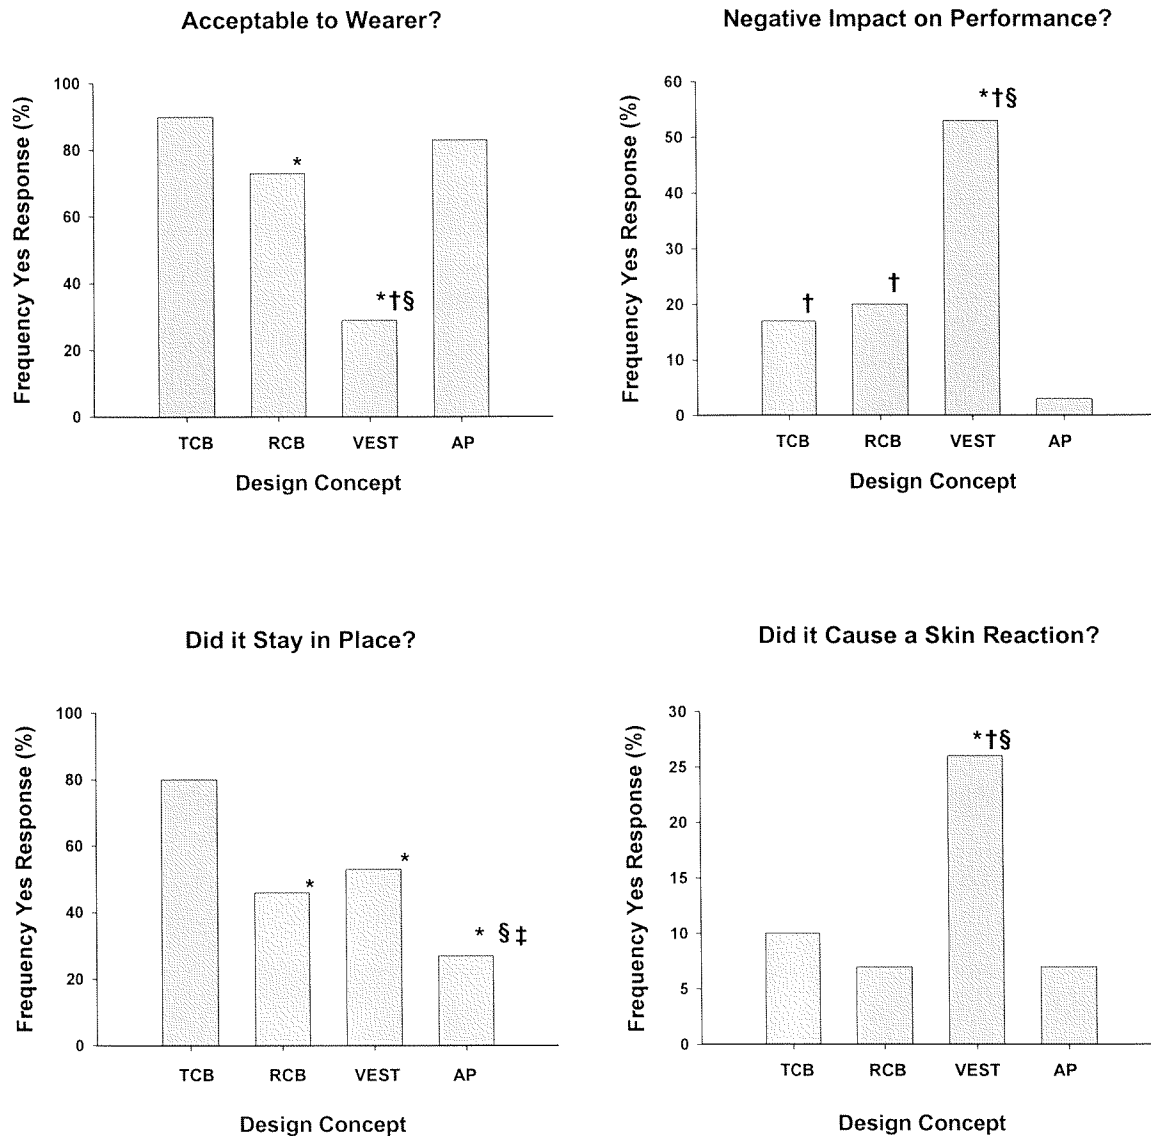 Acceptable to Wearer?
Frequency Yes Response (%)
100
80
60
40
20
0
*
*†§
TCB RCB VEST AP
Design Concept
Negative Impact on Performance?
Frequency Yes Response (%)
60
50
40
30
20
10
0
†
†
*†§
TCB RCB VEST AP
Design Concept
Did it Stay in Place?
Frequency Yes Response (%)
100
80
60
40
20
0
*
*
* §‡
TCB RCB VEST AP
Design Concept
Did it Cause a Skin Reaction?
Frequency Yes Response (%)
30
25
20
15
10
5
0
*†§
TCB RCB VEST AP
Design Concept